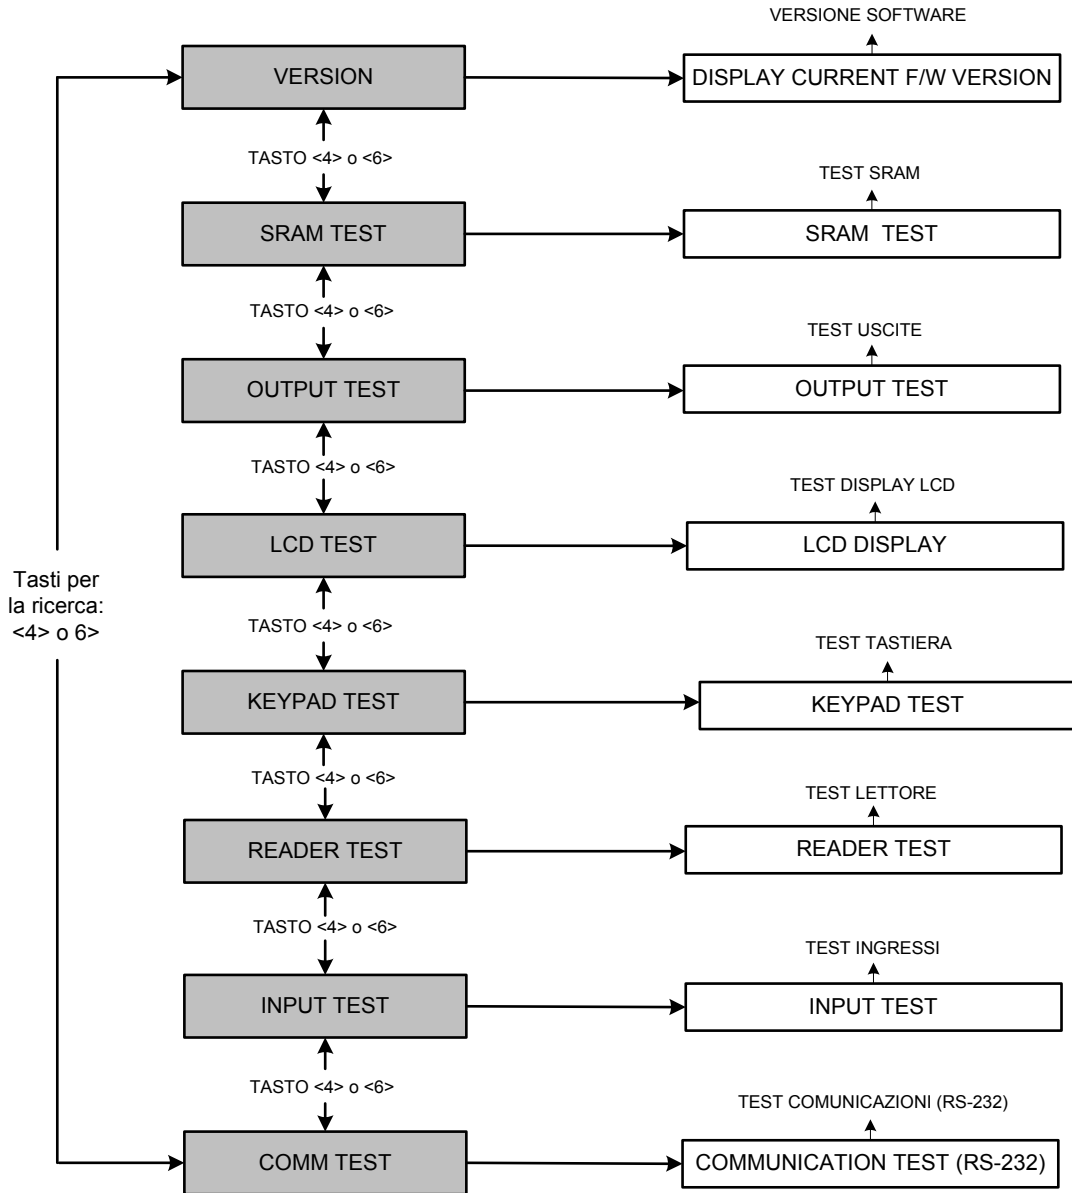 VERSIONE SOFTWARE
VERSION
DISPLAY CURRENT F/W VERSION
TASTO <4> o <6>
TEST SRAM
SRAM TEST
SRAM TEST
TASTO <4> o <6>
TEST USCITE
OUTPUT TEST
OUTPUT TEST
TASTO <4> o <6>
TEST DISPLAY LCD
LCD TEST
LCD DISPLAY
Tasti per
la ricerca:
<4> o 6>
TASTO <4> o <6>
TEST TASTIERA
KEYPAD TEST
KEYPAD TEST
TASTO <4> o <6>
TEST LETTORE
READER TEST
READER TEST
TASTO <4> o <6>
TEST INGRESSI
INPUT TEST
INPUT TEST
TASTO <4> o <6>
TEST COMUNICAZIONI (RS-232)
COMM TEST
COMMUNICATION TEST (RS-232)